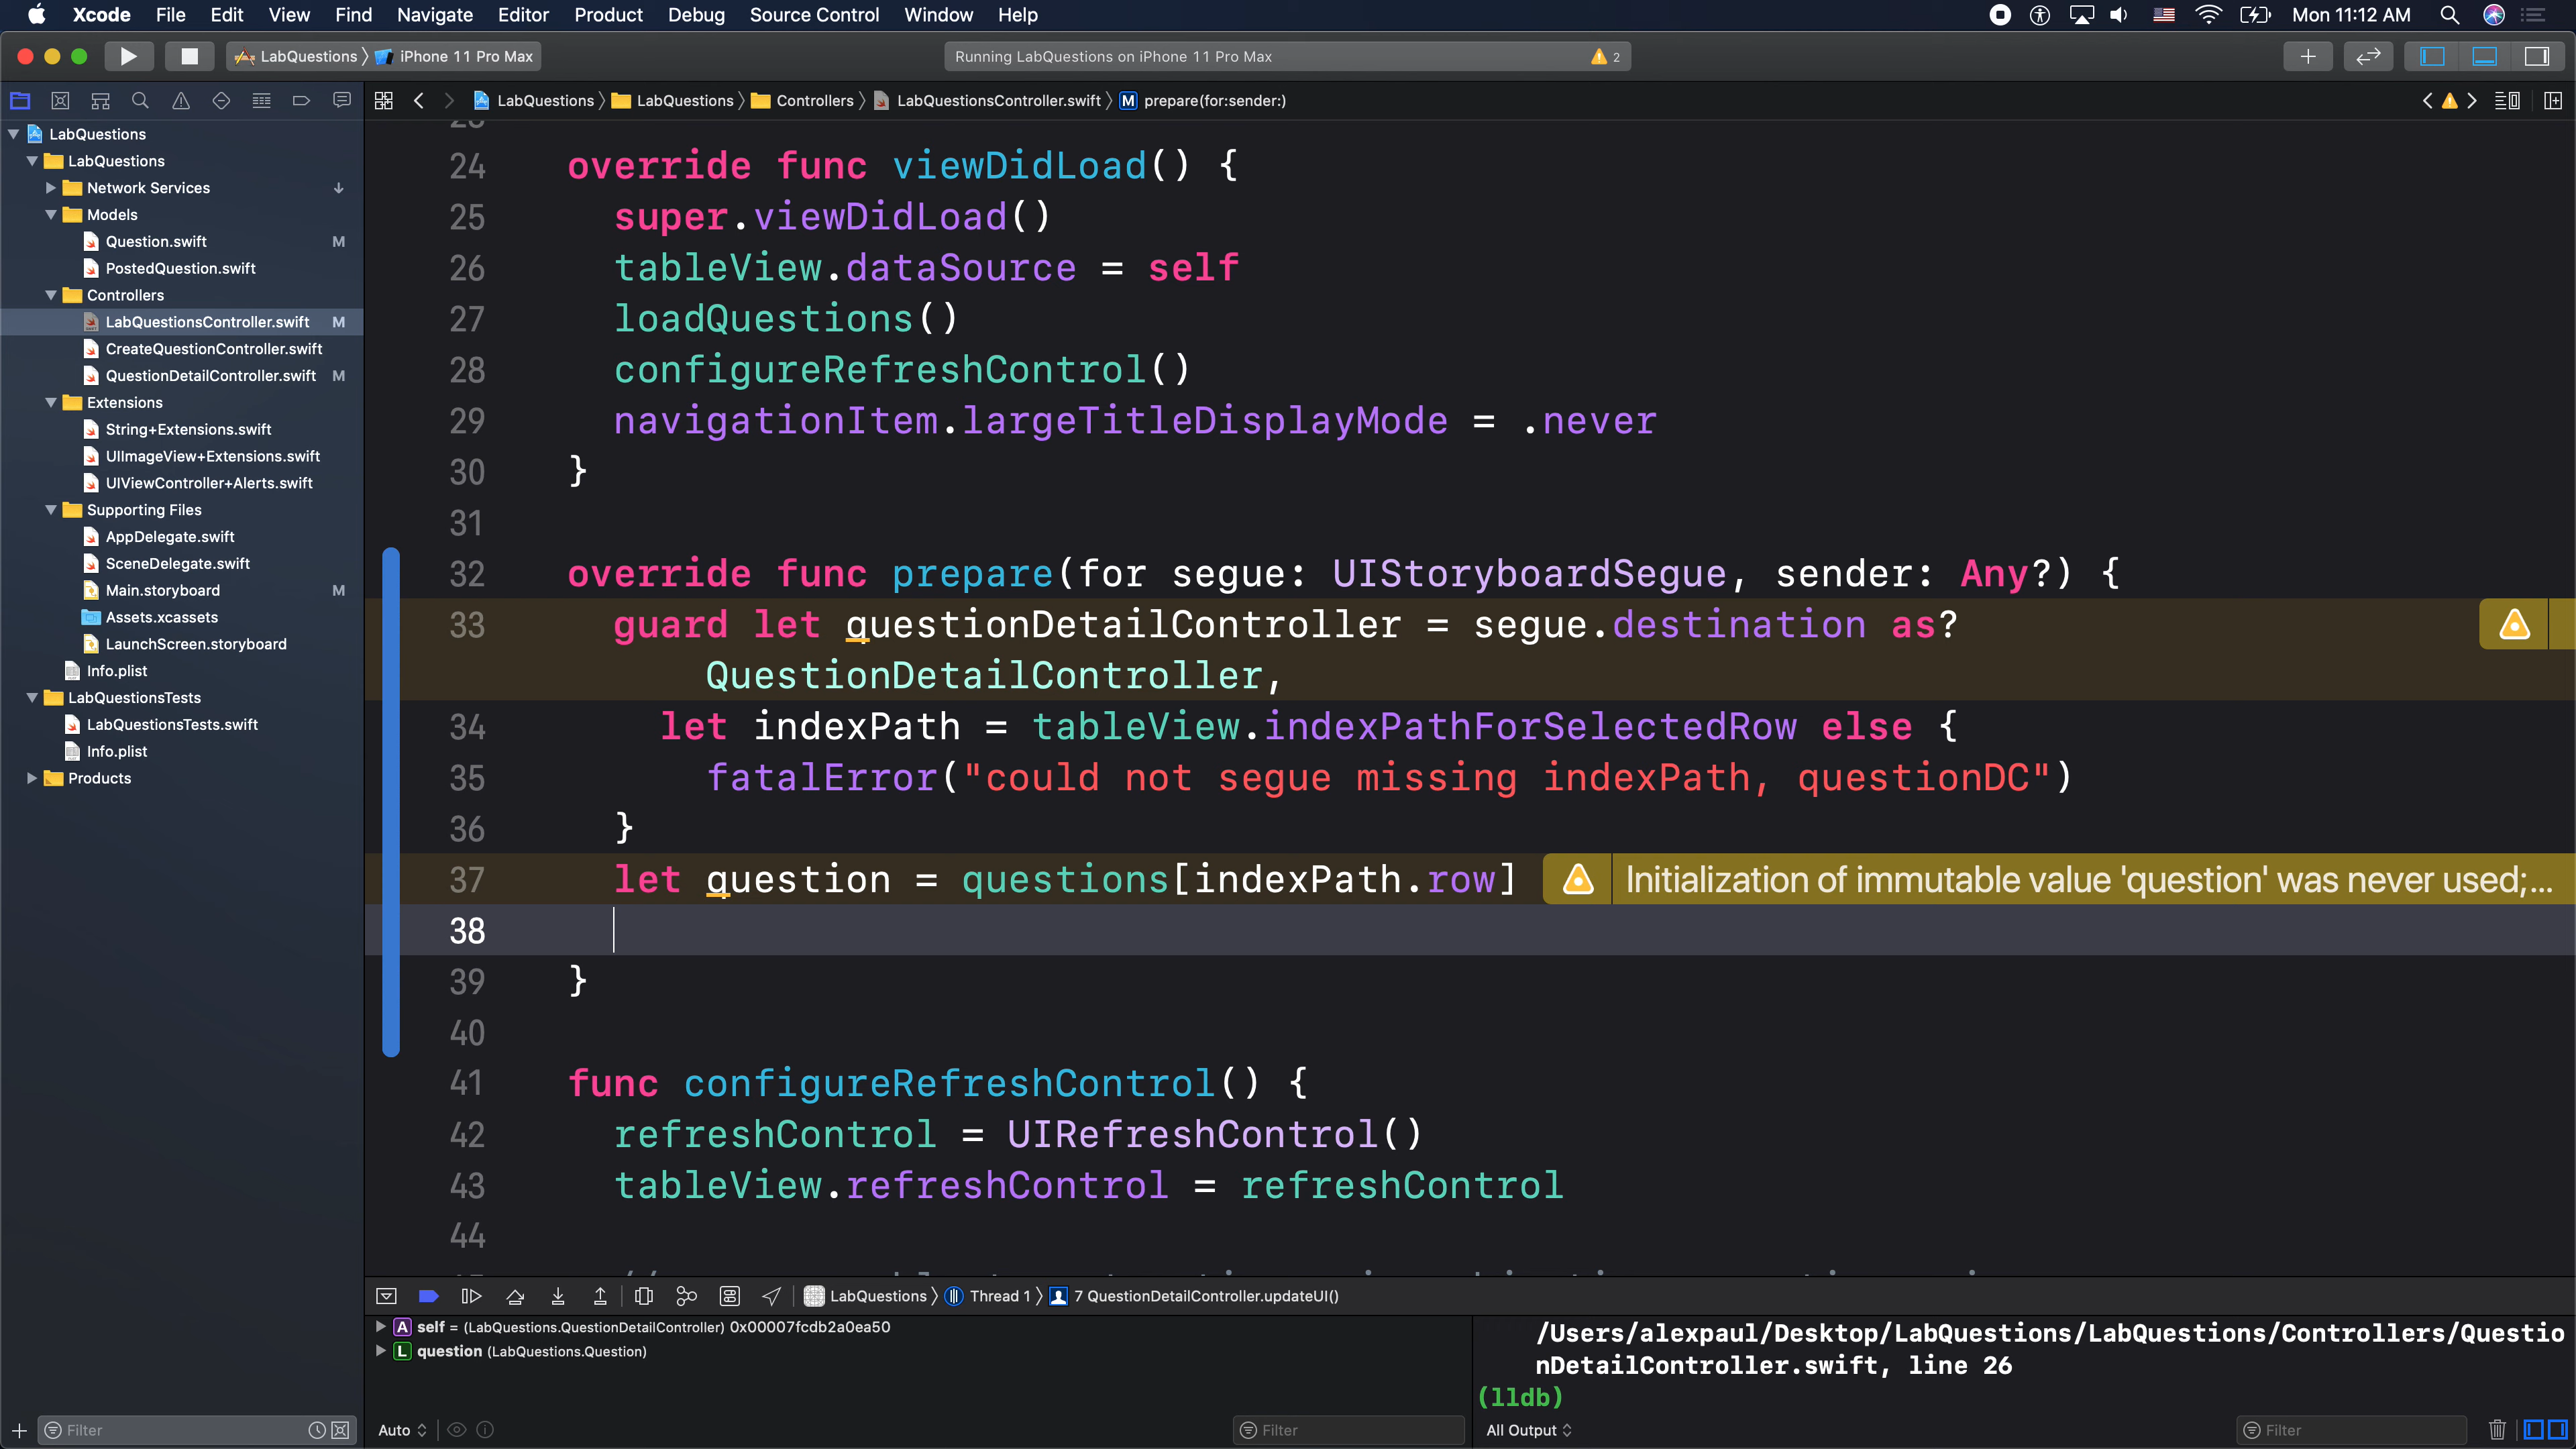 Xcode File Edit View Find Navigate Editor Product Debug Source Control Window Help Mon 11:12 AM
LabQuestions iPhone 11 Pro Max Running LabQuestions on iPhone 11 Pro Max 2
LabQuestions LabQuestions Controllers LabQuestionsController.swift M prepare(for:sender:)
LabQuestions
LabQuestions
Network Services
Models
Question.swift M
PostedQuestion.swift
Controllers
LabQuestionsController.swift M
CreateQuestionController.swift
QuestionDetailController.swift M
Extensions
String+Extensions.swift
UIImageView+Extensions.swift
UIViewController+Alerts.swift
Supporting Files
AppDelegate.swift
SceneDelegate.swift
Main.storyboard M
Assets.xcassets
LaunchScreen.storyboard
Info.plist
LabQuestionsTests
LabQuestionsTests.swift
Info.plist
Products
Filter
24 override func viewDidLoad() {
25 super.viewDidLoad()
26 tableView.dataSource = self
27 loadQuestions()
28 configureRefreshControl()
29 navigationItem.largeTitleDisplayMode = .never
30 }
31
32 override func prepare(for segue: UIStoryboardSegue, sender: Any?) {
33 guard let questionDetailController = segue.destination as?
QuestionDetailController,
34 let indexPath = tableView.indexPathForSelectedRow else {
35 fatalError("could not segue missing indexPath, questionDC")
36 }
37 let question = questions[indexPath.row] Initialization of immutable value 'question' was never used;...
38
39 }
40
41 func configureRefreshControl() {
42 refreshControl = UIRefreshControl()
43 tableView.refreshControl = refreshControl
44
LabQuestions Thread 1 7 QuestionDetailController.updateUI()
A self = (LabQuestions.QuestionDetailController) 0x00007fcdb2a0ea50
L question (LabQuestions.Question)
Auto Filter
/Users/alexpaul/Desktop/LabQuestions/LabQuestions/Controllers/Questio
nDetailController.swift, line 26
(lldb)
All Output Filter